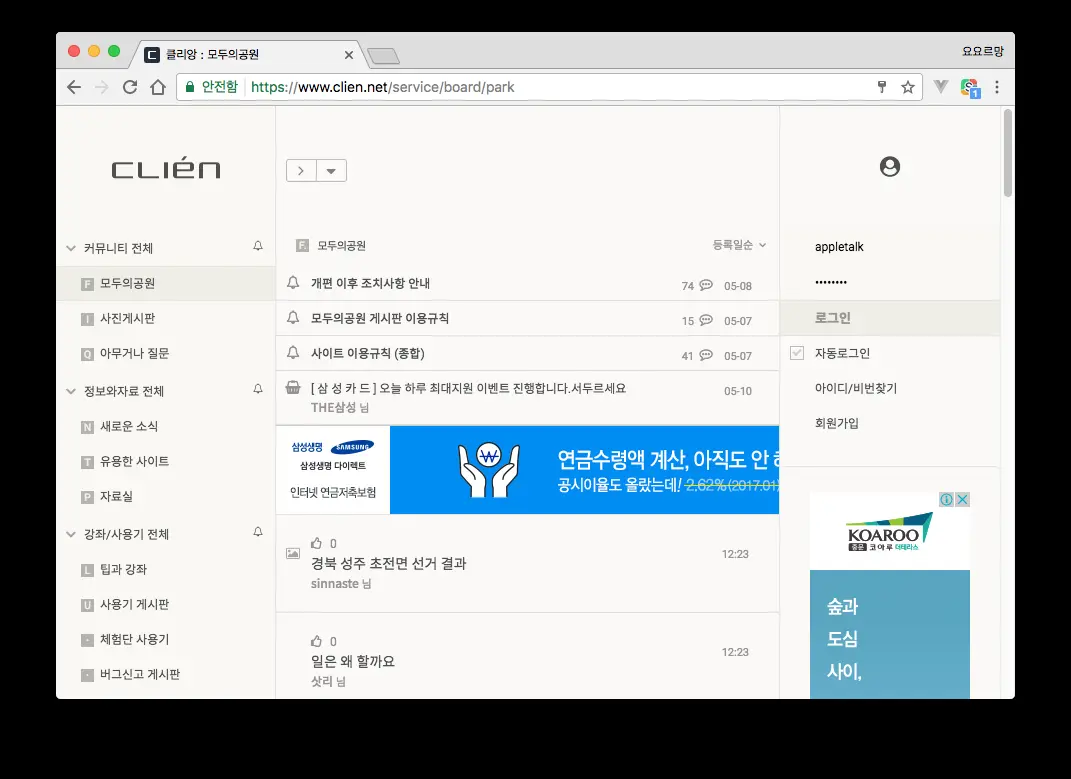 클리앙 : 모두의공원
요요르망
안전함
https://www.clien.net/service/board/park
CLIéN
커뮤니티 전체
F 모두의공원
I 사진게시판
Q 아무거나 질문
정보와자료 전체
N 새로운 소식
T 유용한 사이트
P 자료실
강좌/사용기 전체
L 팁과 강좌
U 사용기 게시판
· 체험단 사용기
· 버그신고 게시판
F 모두의공원
등록일순
개편 이후 조치사항 안내
74
05-08
모두의공원 게시판 이용규칙
15
05-07
사이트 이용규칙 (종합)
41
05-07
[ 삼 성 카 드 ] 오늘 하루 최대지원 이벤트 진행합니다.서두르세요
05-10
THE삼성 님
삼성생명 SAMSUNG
삼성생명 다이렉트
인터넷 연금저축보험
₩
연금수령액 계산, 아직도 안
공시이율도 올랐는데! 2.62%(2017.01)
0
경북 성주 초전면 선거 결과
12:23
sinnaste 님
0
일은 왜 할까요
12:23
샷리 님
appletalk
••••••••
로그인
자동로그인
아이디/비번찾기
회원가입
KOAROO
코아루 더테라스
숲과
도심
사이,
1